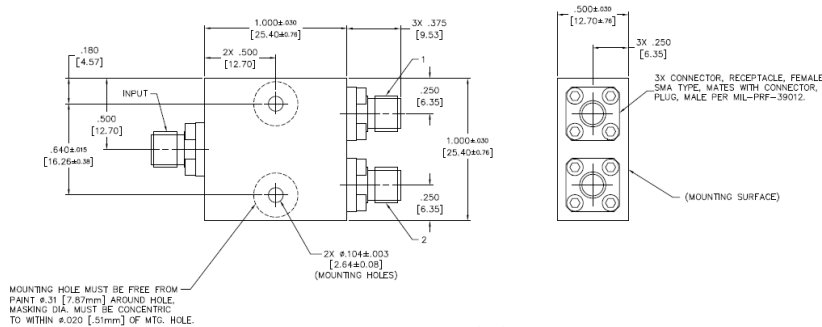 1.000±.030
[25.40±0.76]
3X .375
[9.53]
2X .500
[12.70]
.180
[4.57]
INPUT
.500
[12.70]
.640±.015
[16.26±0.38]
1
.250
[6.35]
1.000±.030
[25.40±0.76]
.250
[6.35]
2
2X ø.104±.003
[2.64±0.08]
(MOUNTING HOLES)
MOUNTING HOLE MUST BE FREE FROM
PAINT ø.31 [7.87mm] AROUND HOLE.
MASKING DIA. MUST BE CONCENTRIC
TO WITHIN ø.020 [.51mm] OF MTG. HOLE.
.500±.030
[12.70±.76]
3X .250
[6.35]
3X CONNECTOR, RECEPTACLE, FEMALE
SMA TYPE, MATES WITH CONNECTOR,
PLUG, MALE PER MIL-PRF-39012.
(MOUNTING SURFACE)